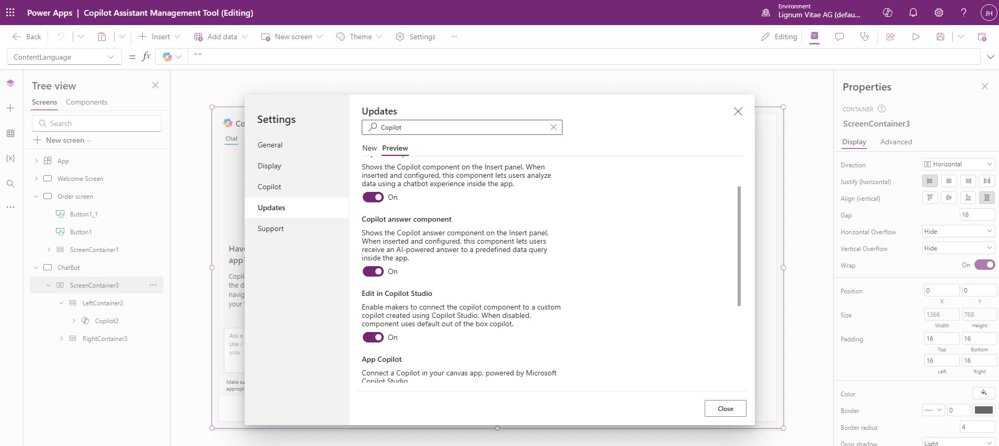 Power Apps | Copilot Assistant Management Tool (Editing)
Environment
Lignum Vitae AG (defau...
JH
Back
Insert
Add data
New screen
Theme
Settings
...
Editing
ContentLanguage
= fx
""
Tree view
Screens
Components
Search
New screen
App
Welcome Screen
Order screen
Button1_1
Button1
ScreenContainer1
ChatBot
ScreenContainer3
...
LeftContainer2
Copilot2
RightContainer3
Co
Chat
Have
app?
Copil
the d
navig
your
Ask a
Use /
0/500
Make su
appropri
Settings
General
Display
Copilot
Updates
Support
Updates
Copilot
New
Preview
Shows the Copilot component on the Insert panel. When
inserted and configured, this component lets users analyze
data using a chatbot experience inside the app.
On
Copilot answer component
Shows the Copilot answer component on the Insert panel.
When inserted and configured, this component lets users
receive an AI-powered answer to a predefined data query
inside the app.
On
Edit in Copilot Studio
Enable makers to connect the copilot component to a custom
copilot created using Copilot Studio. When disabled,
component uses default out of the box copilot.
On
App Copilot
Connect a Copilot in your canvas app, powered by Microsoft
Copilot Studio
Close
Properties
CONTAINER
ScreenContainer3
Display
Advanced
Direction
Horizontal
Justify (horizontal)
Align (vertical)
Gap
16
Horizontal Overflow
Hide
Vertical Overflow
Hide
Wrap
On
Position
0
0
X
Y
Size
1366
768
Width
Height
Padding
16
16
Top
Bottom
16
16
Left
Right
Color
Border
0
Border radius
4
Drop shadow
Light